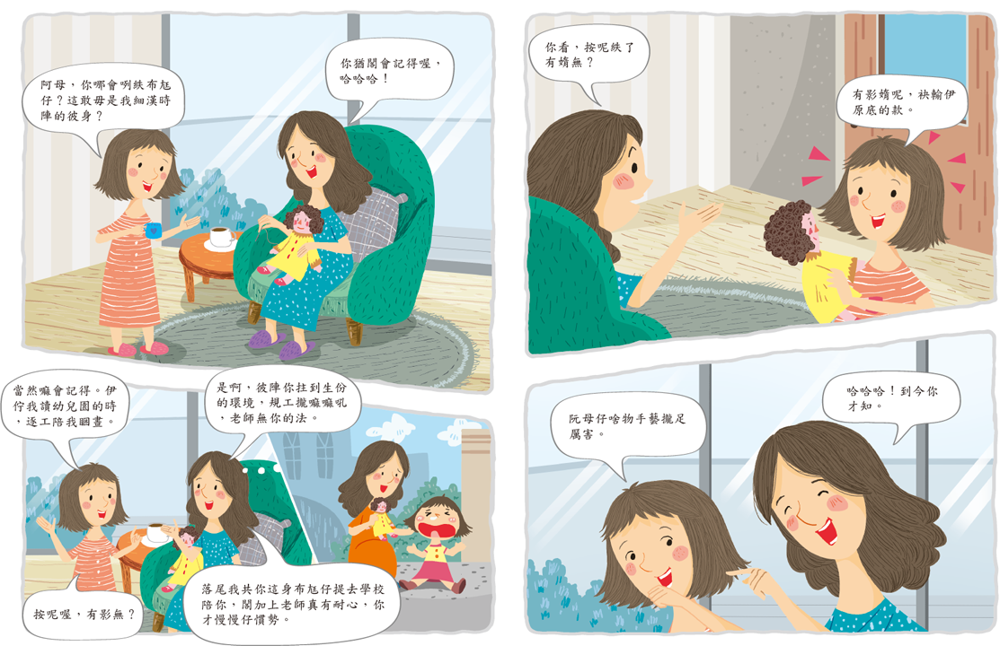 阿母，你哪會咧紩布尪
仔？這敢毋是我細漢時
陣的彼身？
你猶閣會記得喔，
哈哈哈！
當然嘛會記得。伊
佇我讀幼兒園的時
，逐工陪我睏晝。
是啊，彼陣你拄到生份
的環境，規工攏嘛嘛吼
，老師無你的法。
按呢喔，有影無？
落尾我共你這身布尪仔提去學校
陪你，閣加上老師真有耐心，你
才慢慢仔慣勢。
你看，按呢紩了
有媠無？
有影媠呢，袂輸伊
原底的款。
阮母仔啥物手藝攏足
厲害。
哈哈哈！到今你
才知。